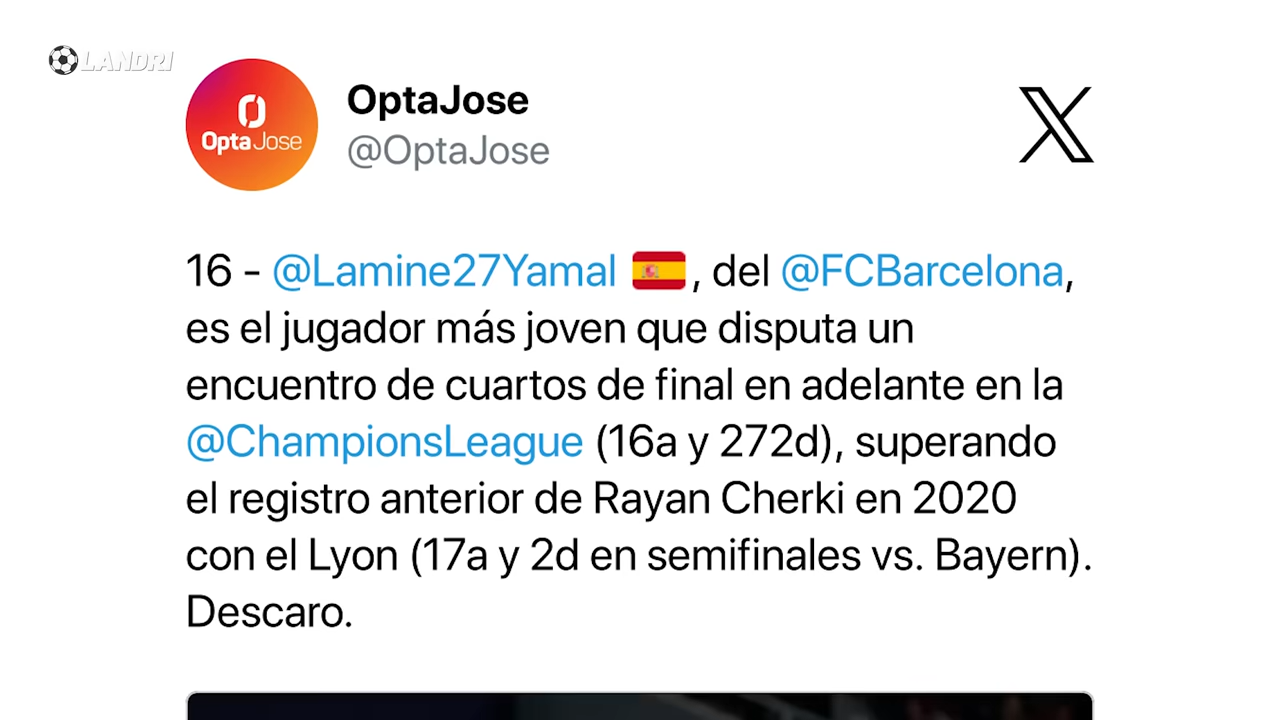 LANDRI
OptaJose
@OptaJose
Opta Jose
16 - @Lamine27Yamal 🇪🇸, del @FCBarcelona,
es el jugador más joven que disputa un
encuentro de cuartos de final en adelante en la
@ChampionsLeague (16a y 272d), superando
el registro anterior de Rayan Cherki en 2020
con el Lyon (17a y 2d en semifinales vs. Bayern).
Descaro.